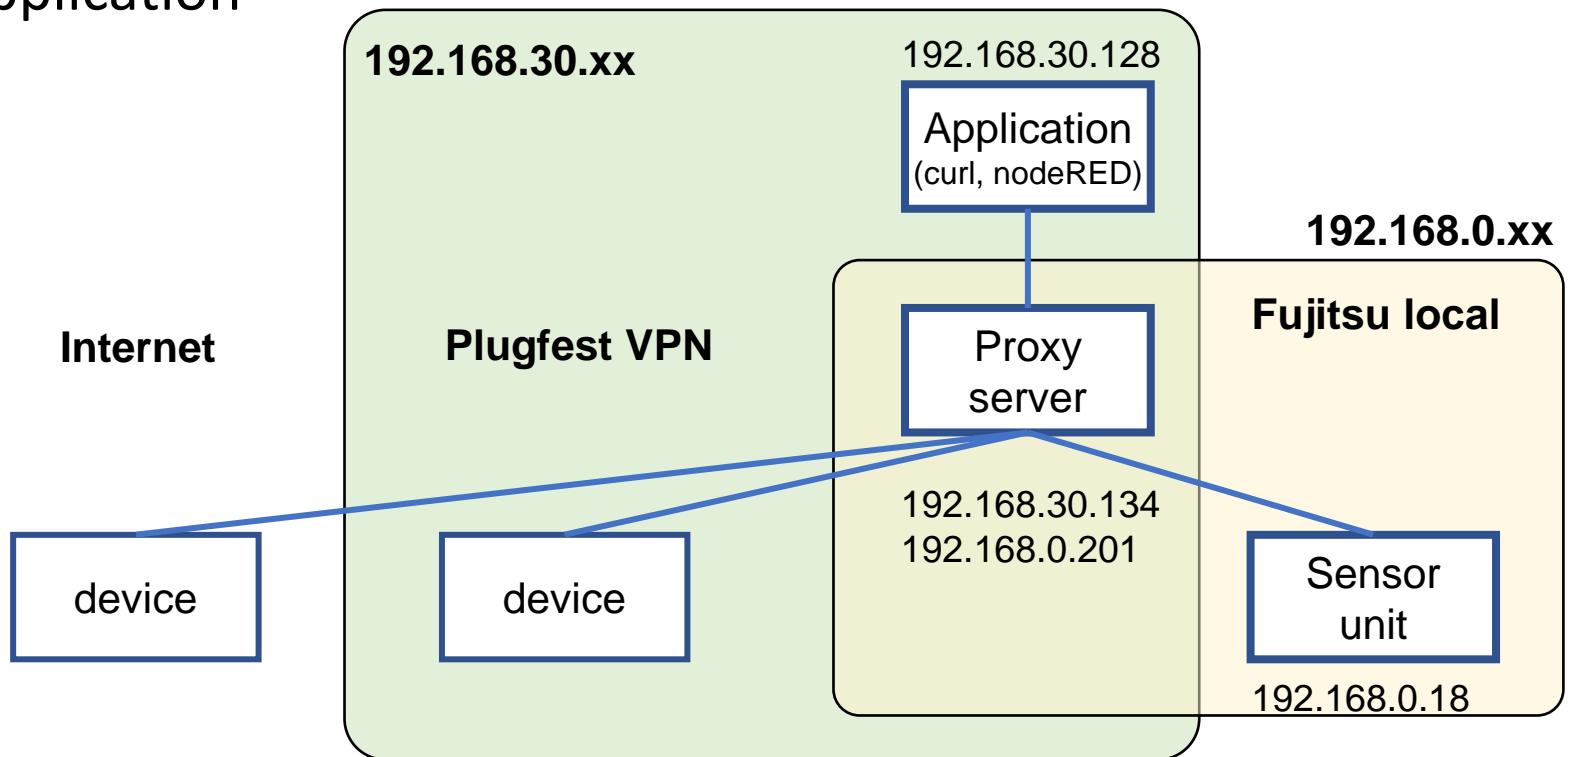 192.168.30.xx
192.168.30.128
Application
(curl, nodeRED)
192.168.0.xx
Internet
Plugfest VPN
Proxy
server
Fujitsu local
192.168.30.134
192.168.0.201
device
device
Sensor
unit
192.168.0.18